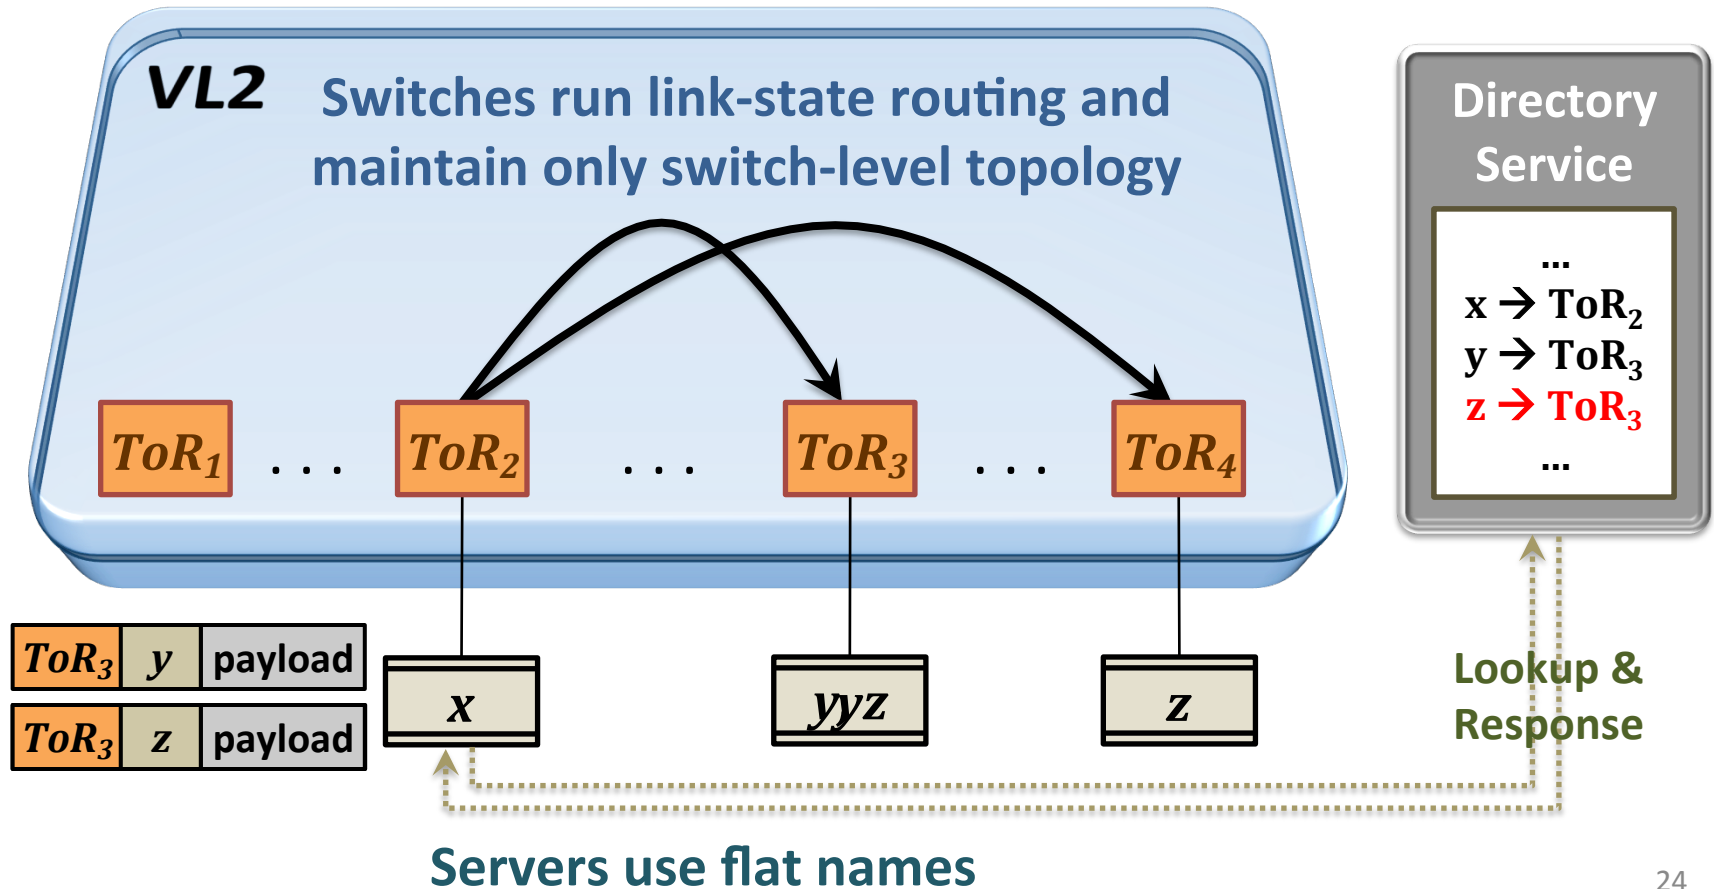 VL2
Switches run link-state routing and
maintain only switch-level topology
Directory
Service
...
x → ToR2
y → ToR3
z → ToR3
...
ToR1 . . . ToR2 . . . ToR3 . . . ToR4
ToR3 y payload
ToR3 z payload
x
yyz
z
Lookup &
Response
Servers use flat names
24